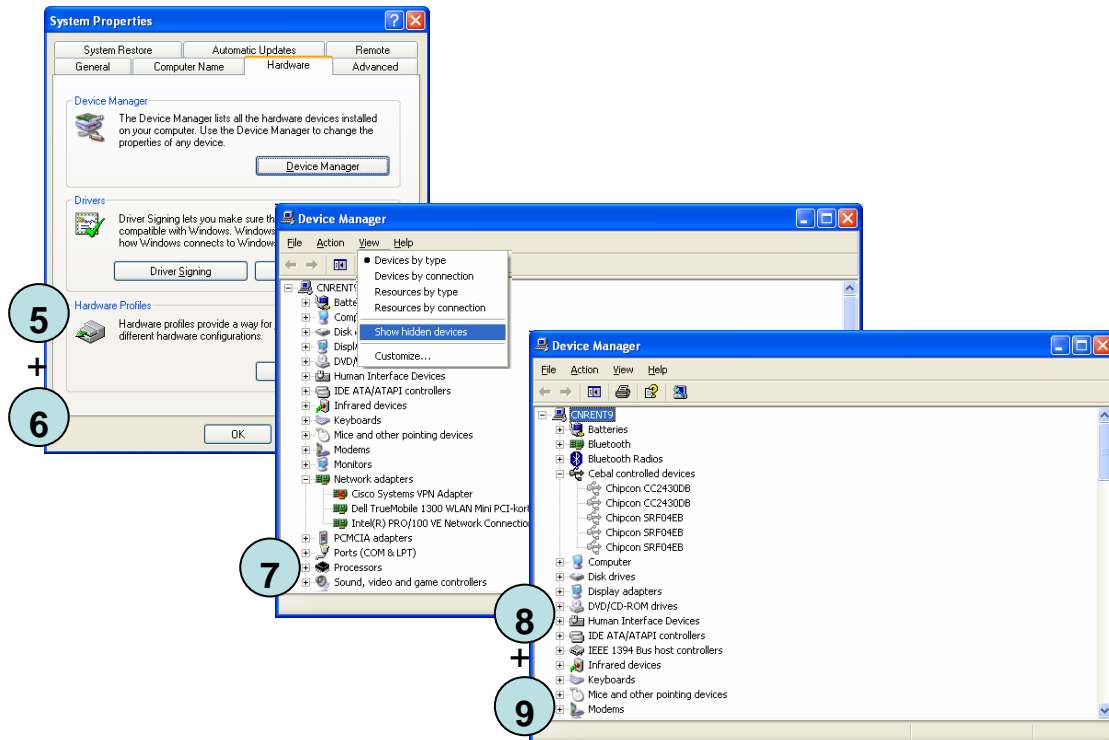 System Properties
System Restore Automatic Updates Remote
General Computer Name Hardware Advanced
Device Manager
The Device Manager lists all the hardware devices installed
on your computer. Use the Device Manager to change the
properties of any device.
Device Manager
Drivers
Driver Signing lets you make sure th
compatible with Windows. Windows
how Windows connects to Window
Driver Signing
Hardware Profiles
Hardware profiles provide a way for
different hardware configurations.
OK
5
+
6
Device Manager
File Action View Help
Devices by type
Devices by connection
Resources by type
Resources by connection
Show hidden devices
Customize...
CNRENT
Batte
Comp
Disk
Displ
DVD/
Human Interface Devices
IDE ATA/ATAPI controllers
Infrared devices
Keyboards
Mice and other pointing devices
Modems
Monitors
Network adapters
Cisco Systems VPN Adapter
Dell TrueMobile 1300 WLAN Mini PCI-kort
Intel(R) PRO/100 VE Network Connectio
PCMCIA adapters
Ports (COM & LPT)
Processors
Sound, video and game controllers
7
Device Manager
File Action View Help
CNRENT9
Batteries
Bluetooth
Bluetooth Radios
Cebal controlled devices
Chipcon CC2430DB
Chipcon CC2430DB
Chipcon SRF04EB
Chipcon SRF04EB
Chipcon SRF04EB
Computer
Disk drives
Display adapters
DVD/CD-ROM drives
Human Interface Devices
IDE ATA/ATAPI controllers
IEEE 1394 Bus host controllers
Infrared devices
Keyboards
Mice and other pointing devices
Modems
8
+
9